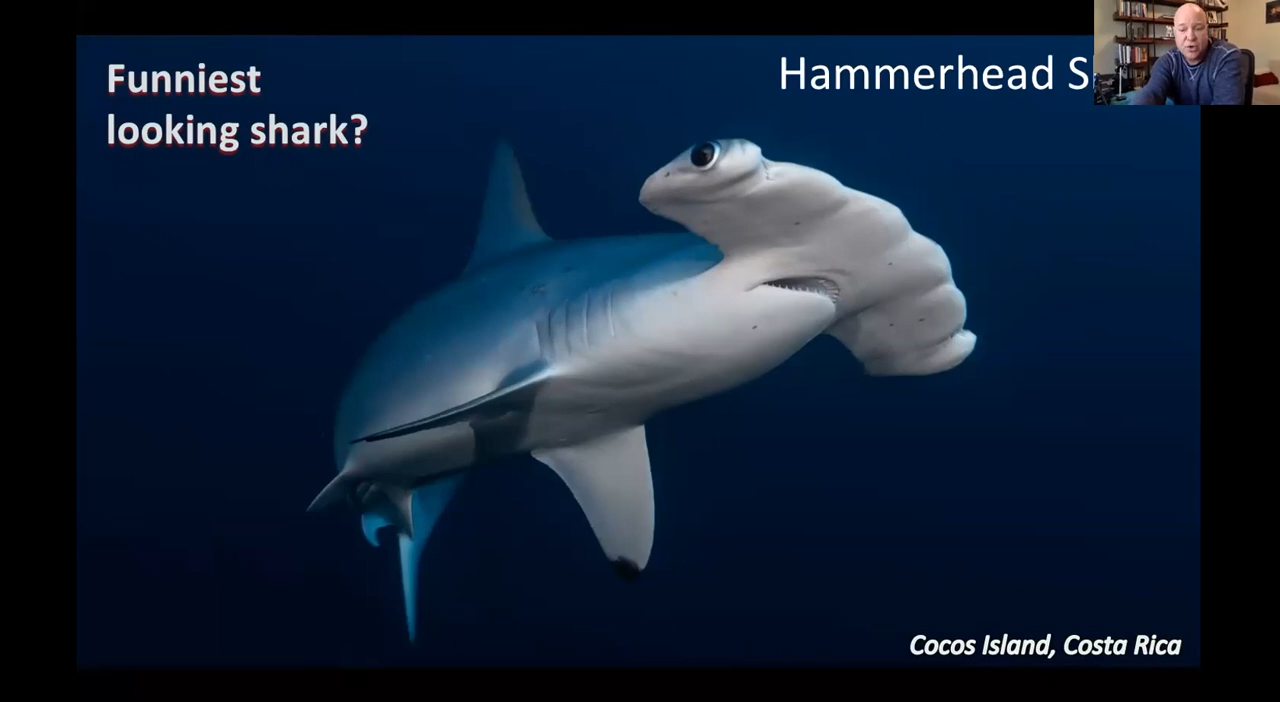 Funniest
looking shark?
Hammerhead S
Cocos Island, Costa Rica